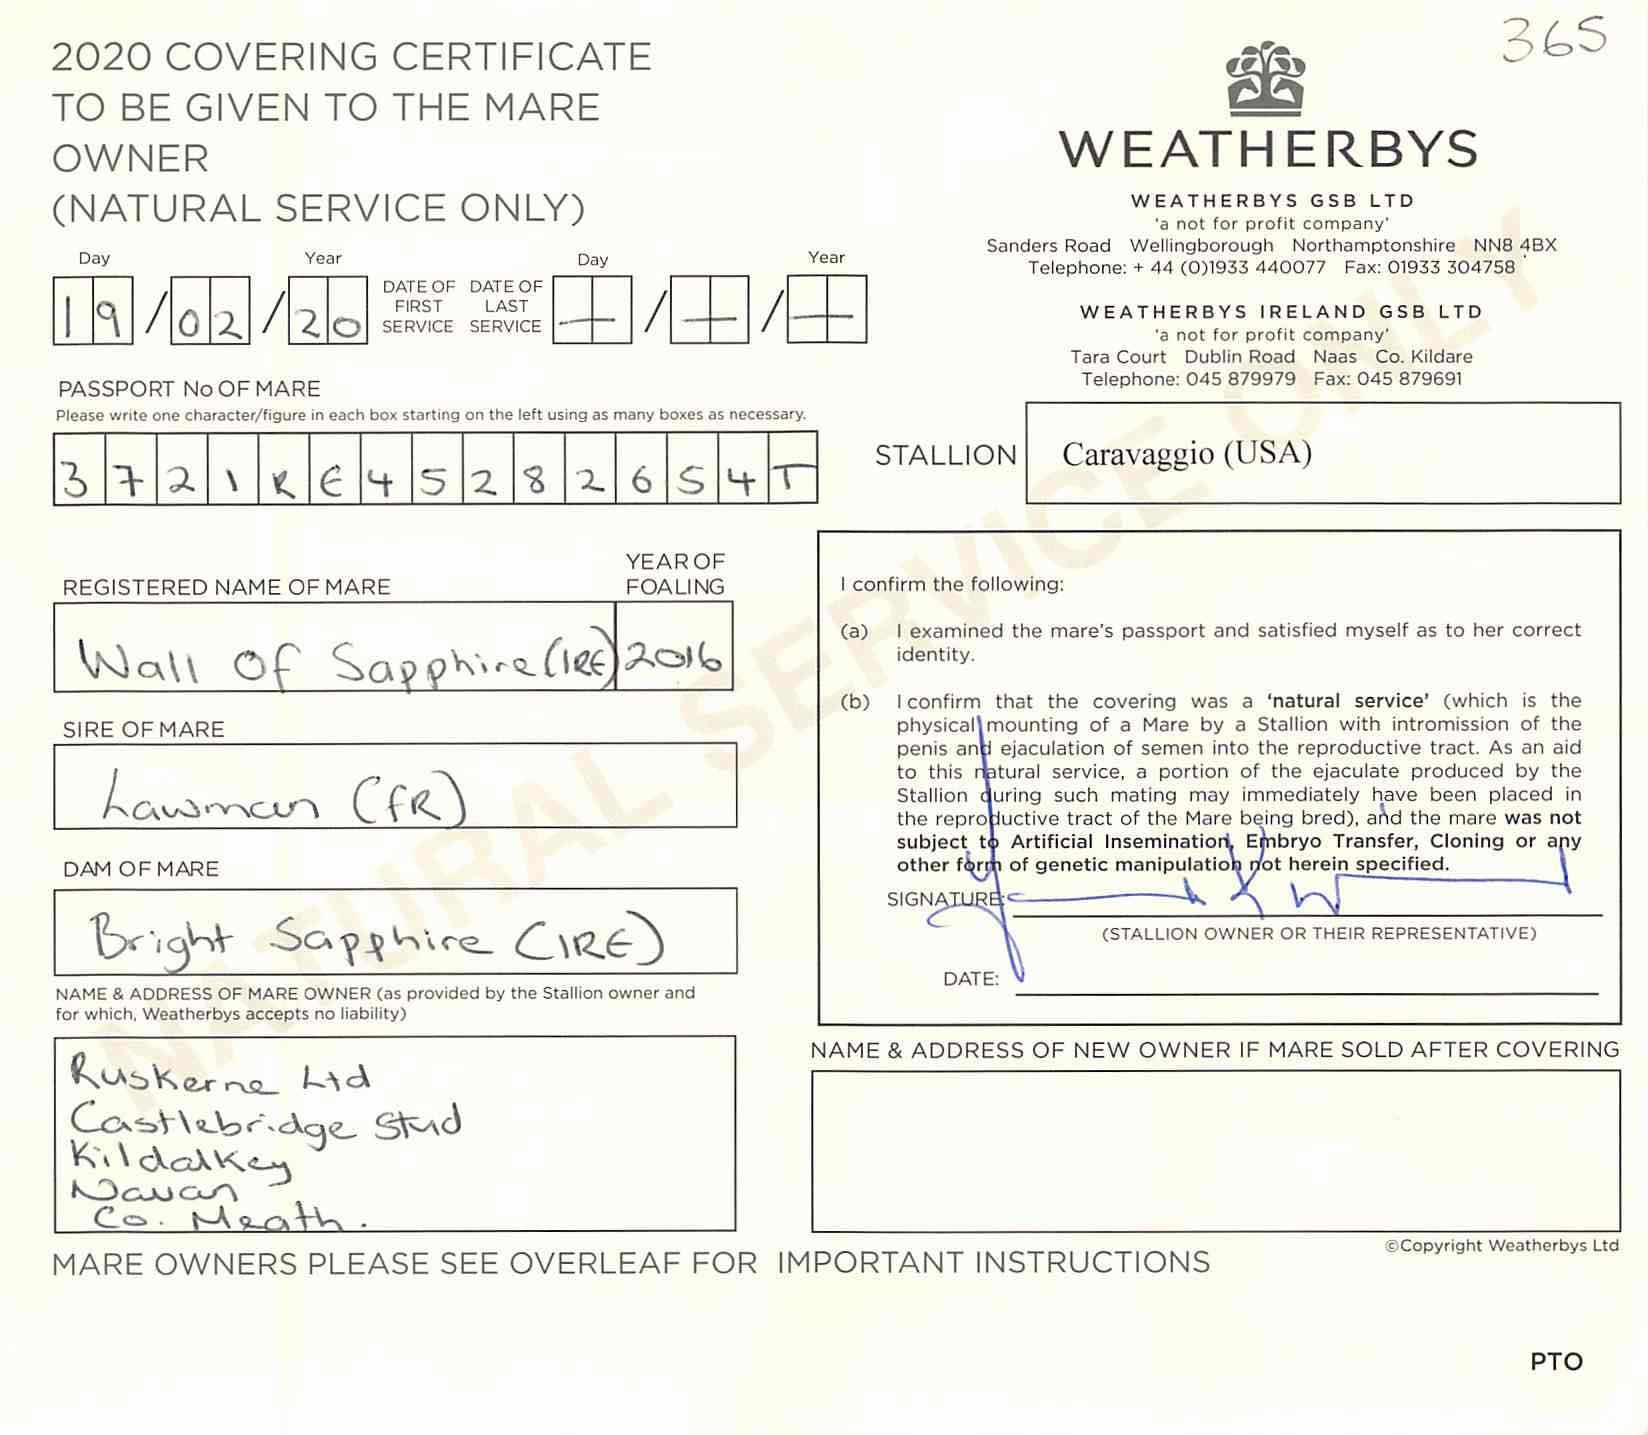 365
2020 COVERING CERTIFICATE
TO BE GIVEN TO THE MARE
OWNER
(NATURAL SERVICE ONLY)
WEATHERBYS
WEATHERBYS GSB LTD
'a not for profit company'
Sanders Road Wellingborough Northamptonshire NN8 4BX
Telephone: + 44 (0)1933 440077 Fax: 01933 304758
WEATHERBYS IRELAND GSB LTD
'a not for profit company'
Tara Court Dublin Road Naas Co. Kildare
Telephone: 045 879979 Fax: 045 879691
Day Year Day Year
19/02/20 DATE OF FIRST SERVICE DATE OF LAST SERVICE —/—/—
PASSPORT No OF MARE
Please write one character/figure in each box starting on the left using as many boxes as necessary.
3721RE45282654T
STALLION Caravaggio (USA)
REGISTERED NAME OF MARE YEAR OF FOALING
Wall Of Sapphire (IRE) 2016
SIRE OF MARE
Lawman (FR)
DAM OF MARE
Bright Sapphire (IRE)
NAME & ADDRESS OF MARE OWNER (as provided by the Stallion owner and
for which, Weatherbys accepts no liability)
Ruskerne Ltd
Castlebridge Stud
Kildalkey
Navan
Co. Meath.
I confirm the following:
(a) I examined the mare's passport and satisfied myself as to her correct
identity.
(b) I confirm that the covering was a 'natural service' (which is the
physical mounting of a Mare by a Stallion with intromission of the
penis and ejaculation of semen into the reproductive tract. As an aid
to this natural service, a portion of the ejaculate produced by the
Stallion during such mating may immediately have been placed in
the reproductive tract of the Mare being bred), and the mare was not
subject to Artificial Insemination, Embryo Transfer, Cloning or any
other form of genetic manipulation not herein specified.
SIGNATURE:
(STALLION OWNER OR THEIR REPRESENTATIVE)
DATE:
NAME & ADDRESS OF NEW OWNER IF MARE SOLD AFTER COVERING
©Copyright Weatherbys Ltd
MARE OWNERS PLEASE SEE OVERLEAF FOR IMPORTANT INSTRUCTIONS
PTO
NATURAL SERVICE ONLY